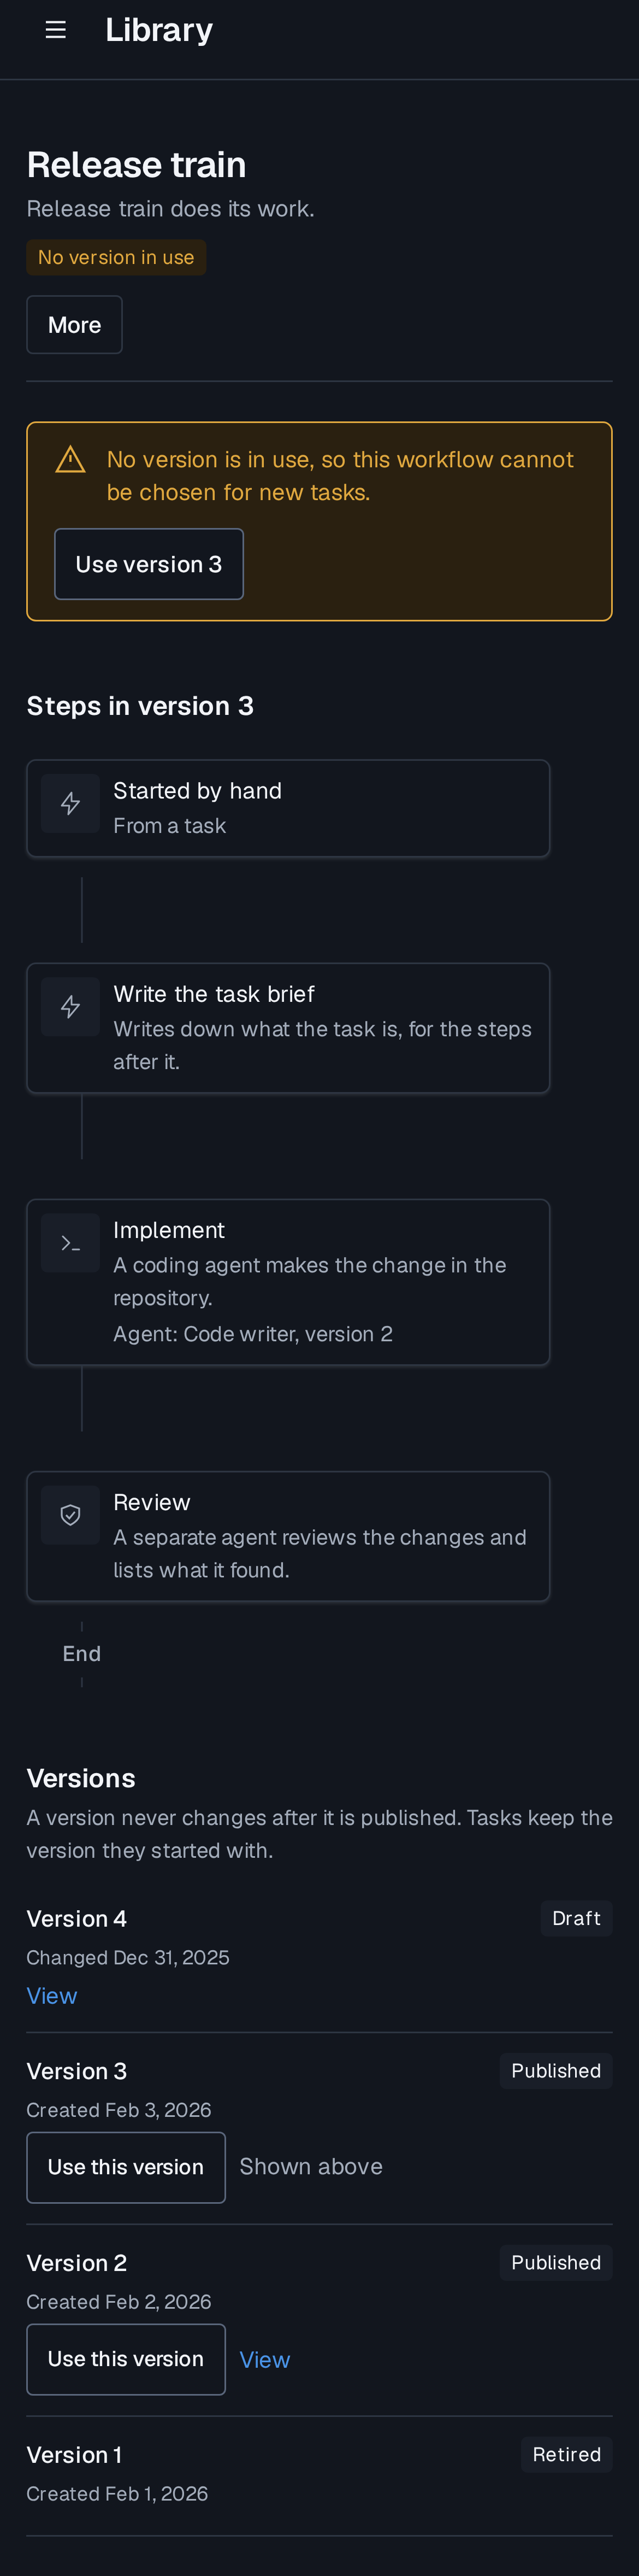 Library
Release train
Release train does its work.
No version in use
More
No version is in use, so this workflow cannot
be chosen for new tasks.
Use version 3
Steps in version 3
Started by hand
From a task
Write the task brief
Writes down what the task is, for the steps
after it.
Implement
A coding agent makes the change in the
repository.
Agent: Code writer, version 2
Review
A separate agent reviews the changes and
lists what it found.
End
Versions
A version never changes after it is published. Tasks keep the
version they started with.
Version 4
Draft
Changed Dec 31, 2025
View
Version 3
Published
Created Feb 3, 2026
Use this version
Shown above
Version 2
Published
Created Feb 2, 2026
Use this version
View
Version 1
Retired
Created Feb 1, 2026